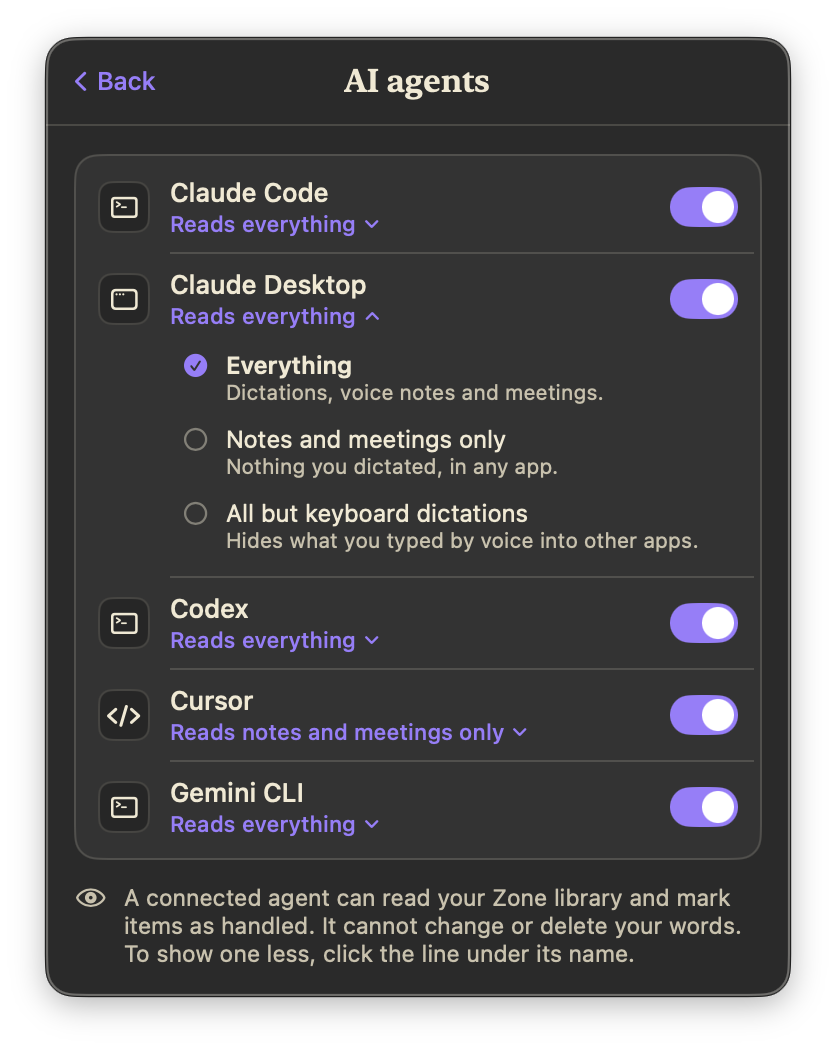 Back
AI agents
Claude Code
Reads everything
Claude Desktop
Reads everything
Everything
Dictations, voice notes and meetings.
Notes and meetings only
Nothing you dictated, in any app.
All but keyboard dictations
Hides what you typed by voice into other apps.
Codex
Reads everything
Cursor
Reads notes and meetings only
Gemini CLI
Reads everything
A connected agent can read your Zone library and mark
items as handled. It cannot change or delete your words.
To show one less, click the line under its name.